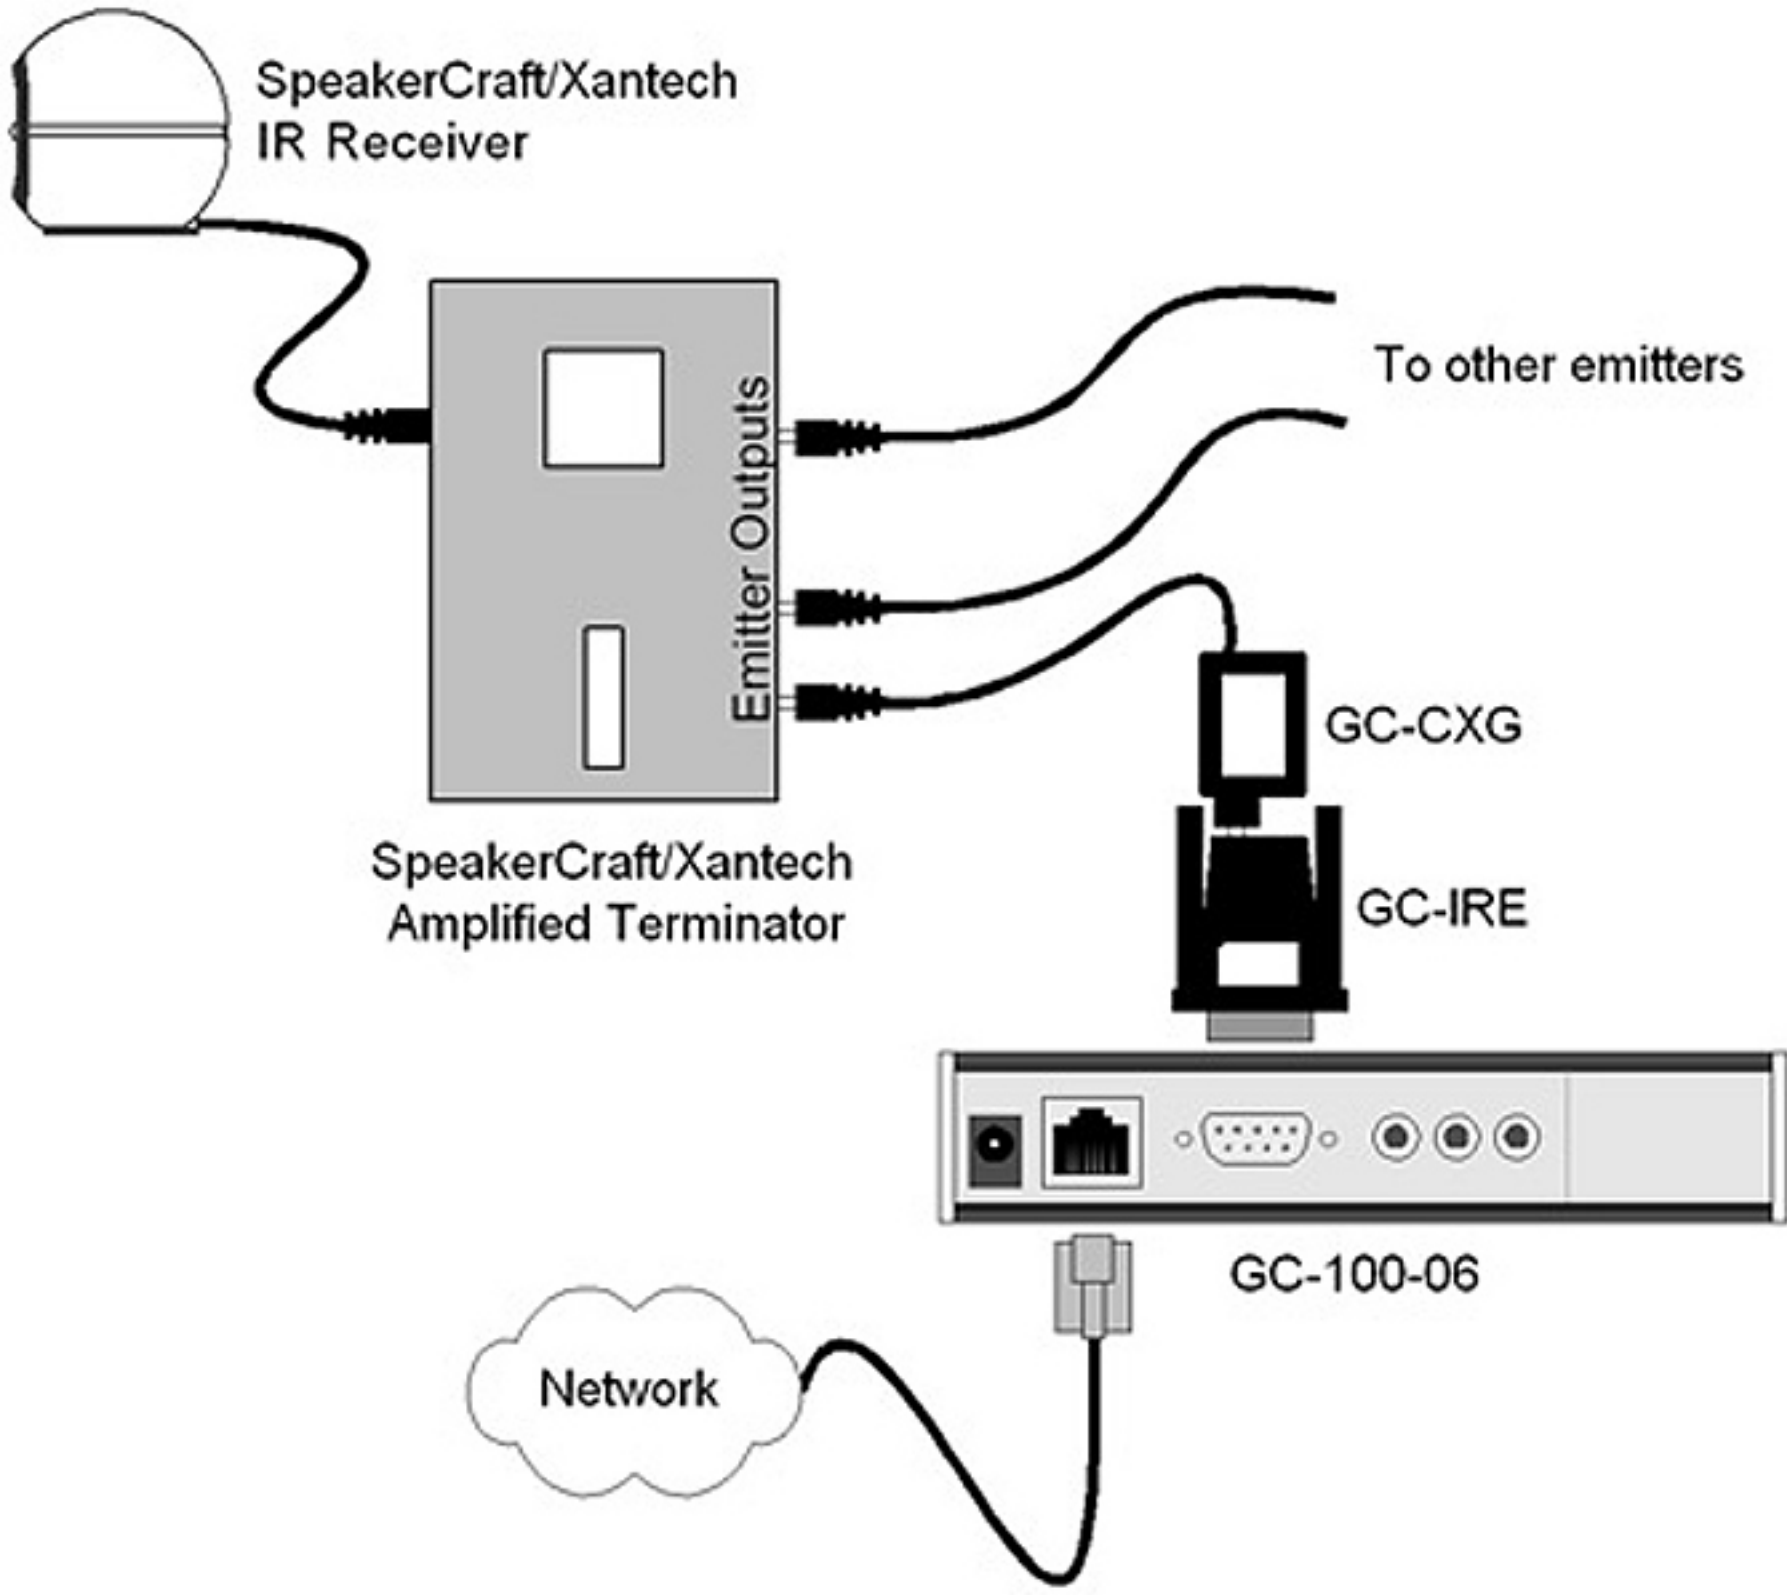 SpeakerCraft/Xantech
IR Receiver
To other emitters
Emitter Outputs
GC-CXG
SpeakerCraft/Xantech
Amplified Terminator
GC-IRE
GC-100-06
Network